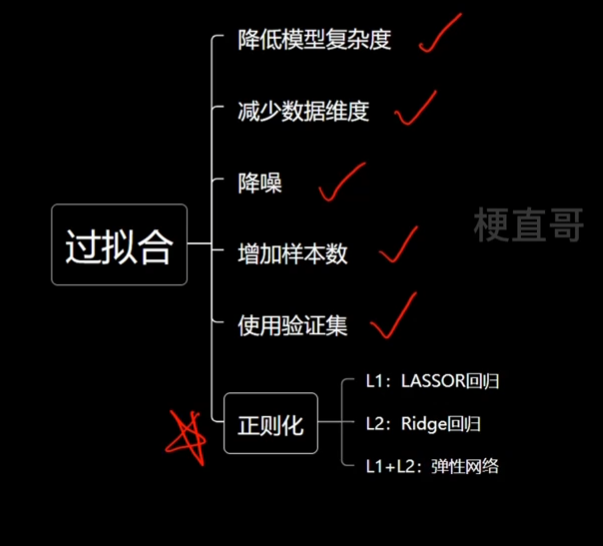 降低模型复杂度
减少数据维度
降噪
过拟合
增加样本数
使用验证集
正则化
L1：LASSOR回归
L2：Ridge回归
L1+L2：弹性网络
梗直哥